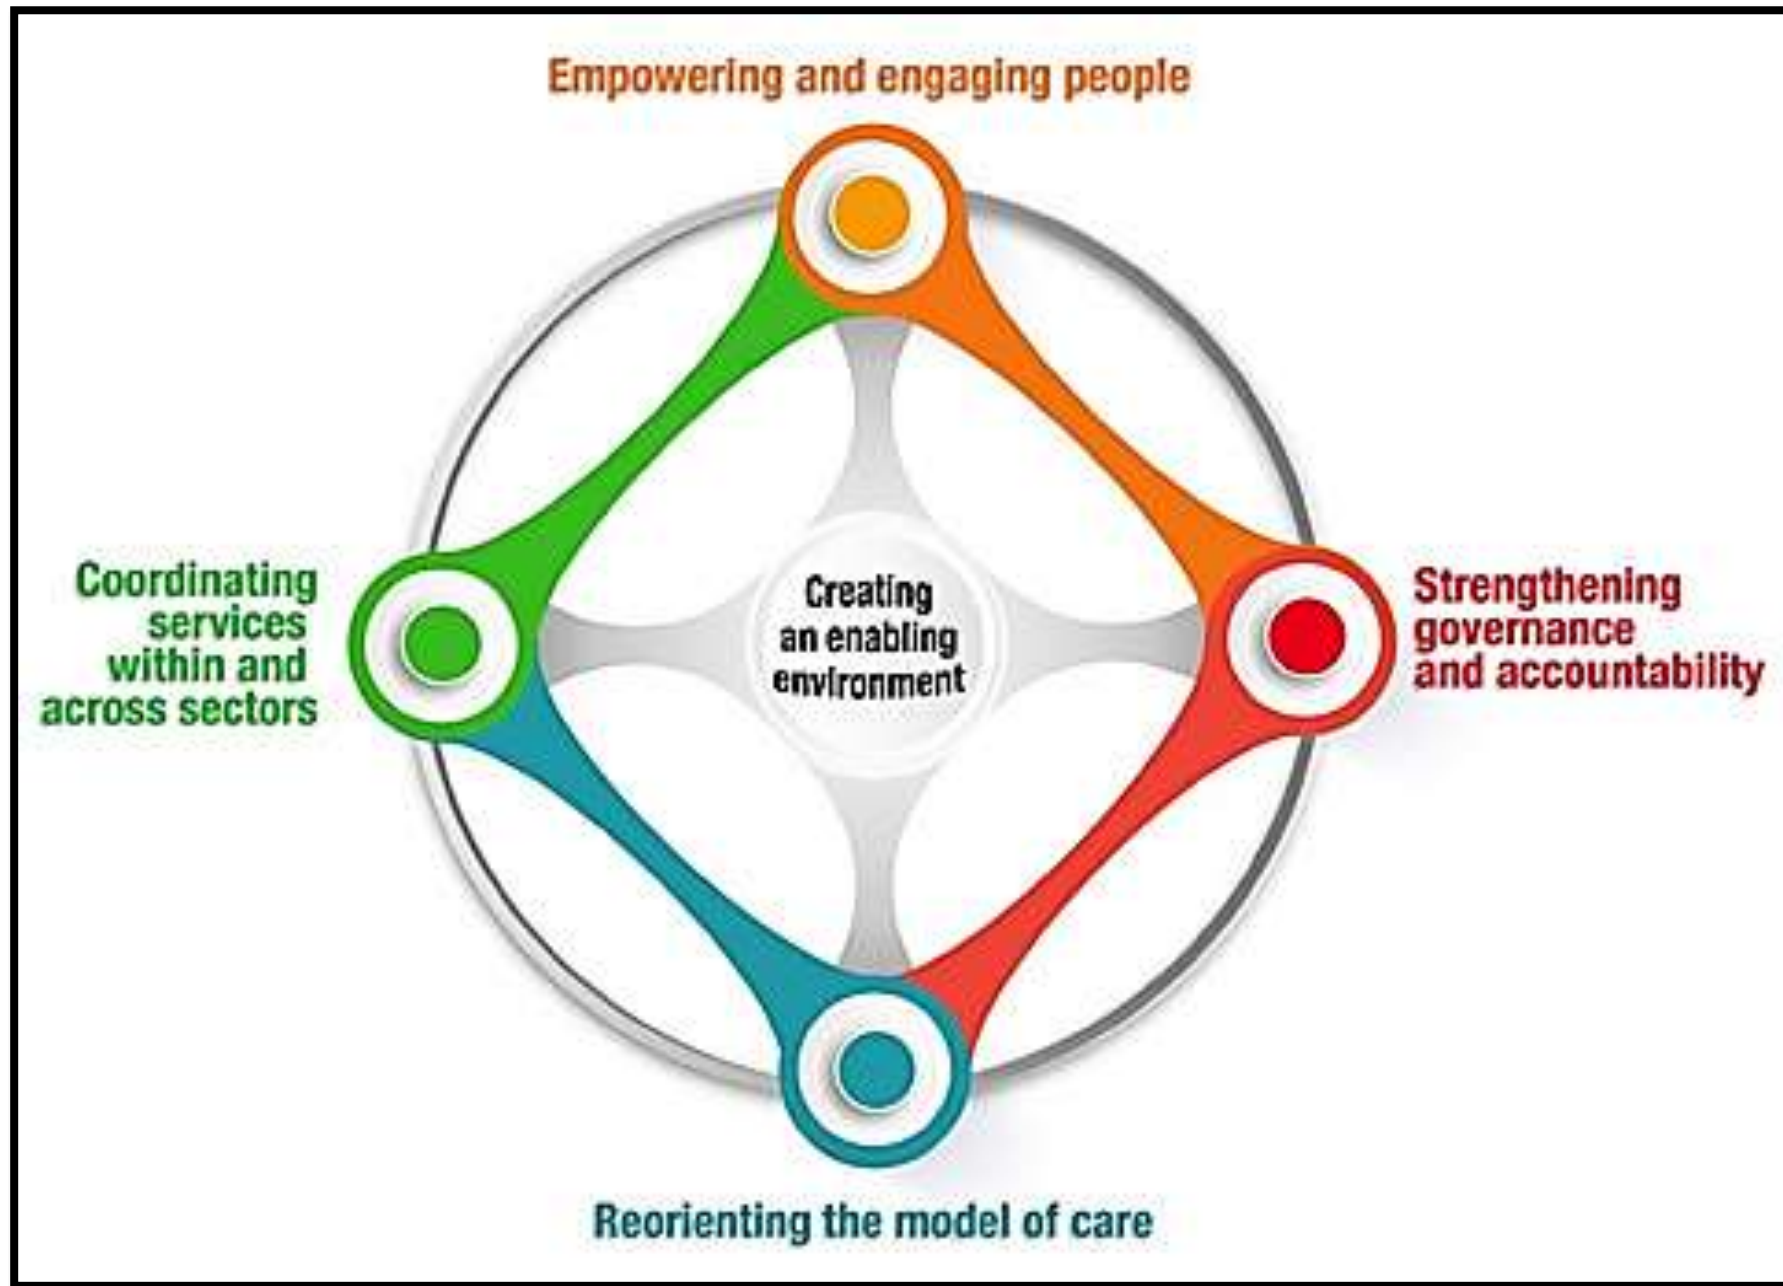 Empowering and engaging people
Coordinating
services
within and
across sectors
Creating
an enabling
environment
Strengthening
governance
and accountability
Reorienting the model of care